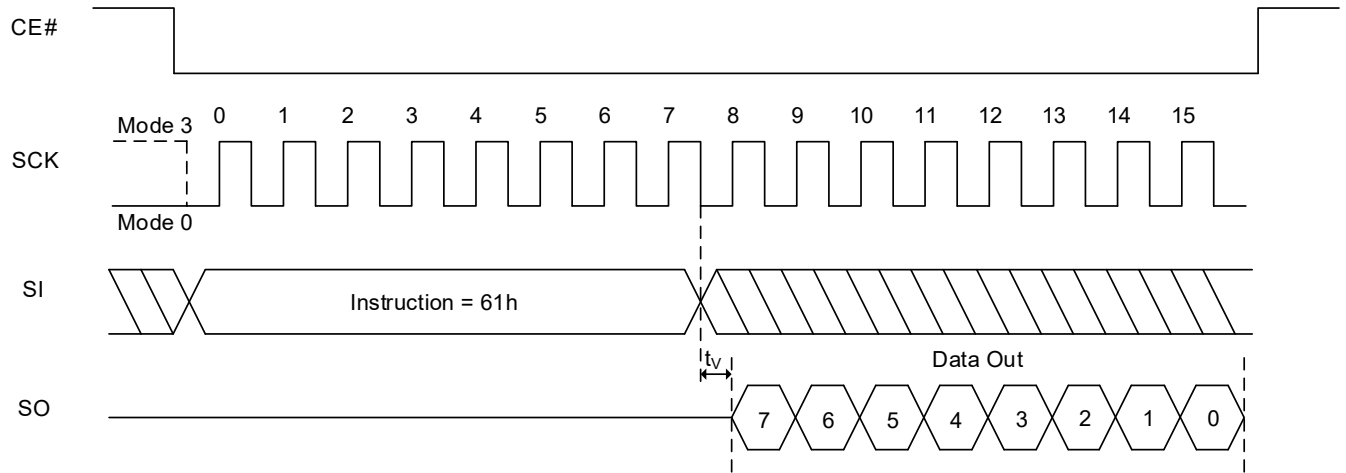 CE#
0 1 2 3 4 5 6 7 8 9 10 11 12 13 14 15
Mode 3
SCK
Mode 0
SI
Instruction = 61h
tV
Data Out
SO
7 6 5 4 3 2 1 0